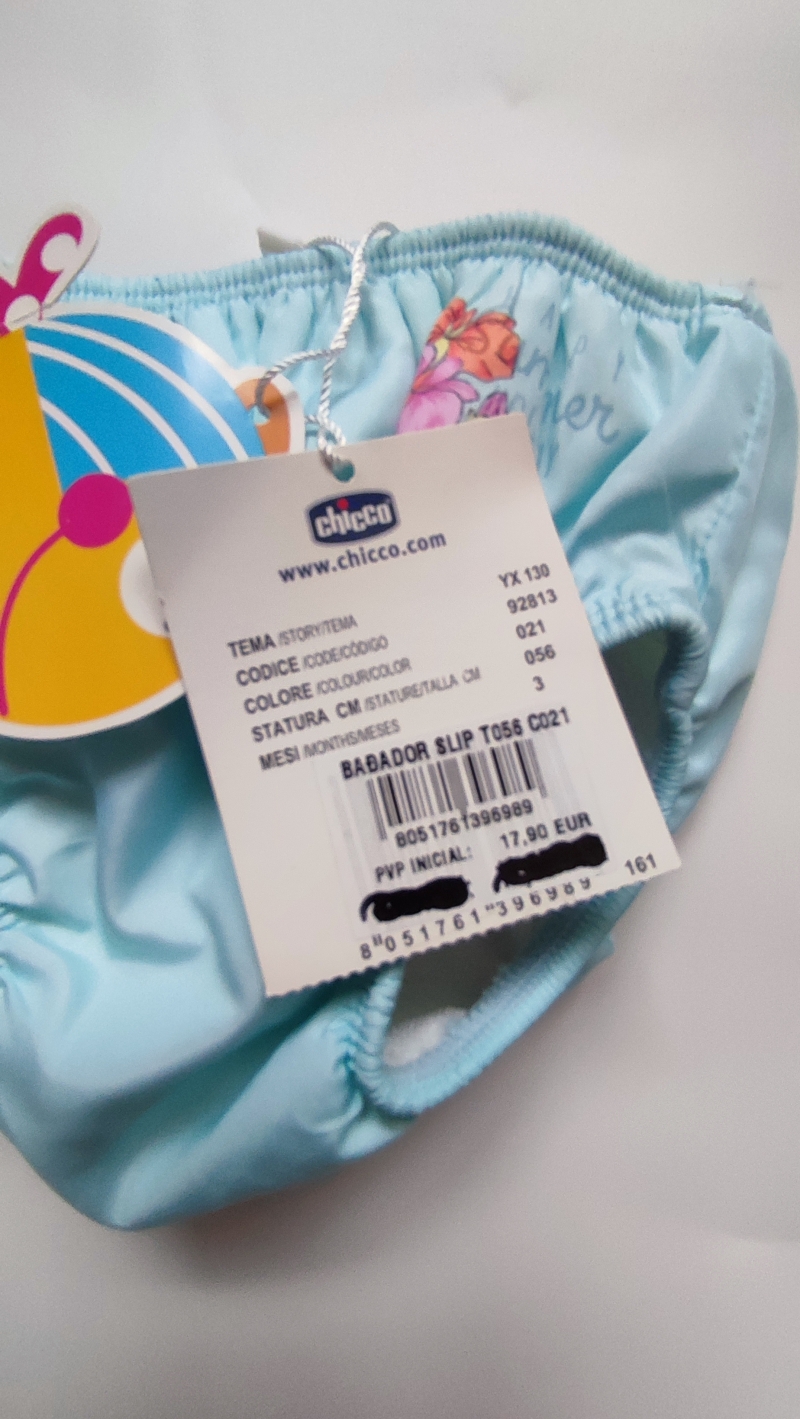 chicco
www.chicco.com
TEMA /STORY/TEMA YX 130
CODICE /CODE/CÓDIGO 92813
COLORE /COLOUR/COLOR 021
STATURA CM /STATURE/TALLA CM 056
MESI /MONTHS/MESES 3
BAÐADOR SLIP T056 C021
8051761396989
PVP INICIAL: 17,90 EUR
161
8"051761"396989